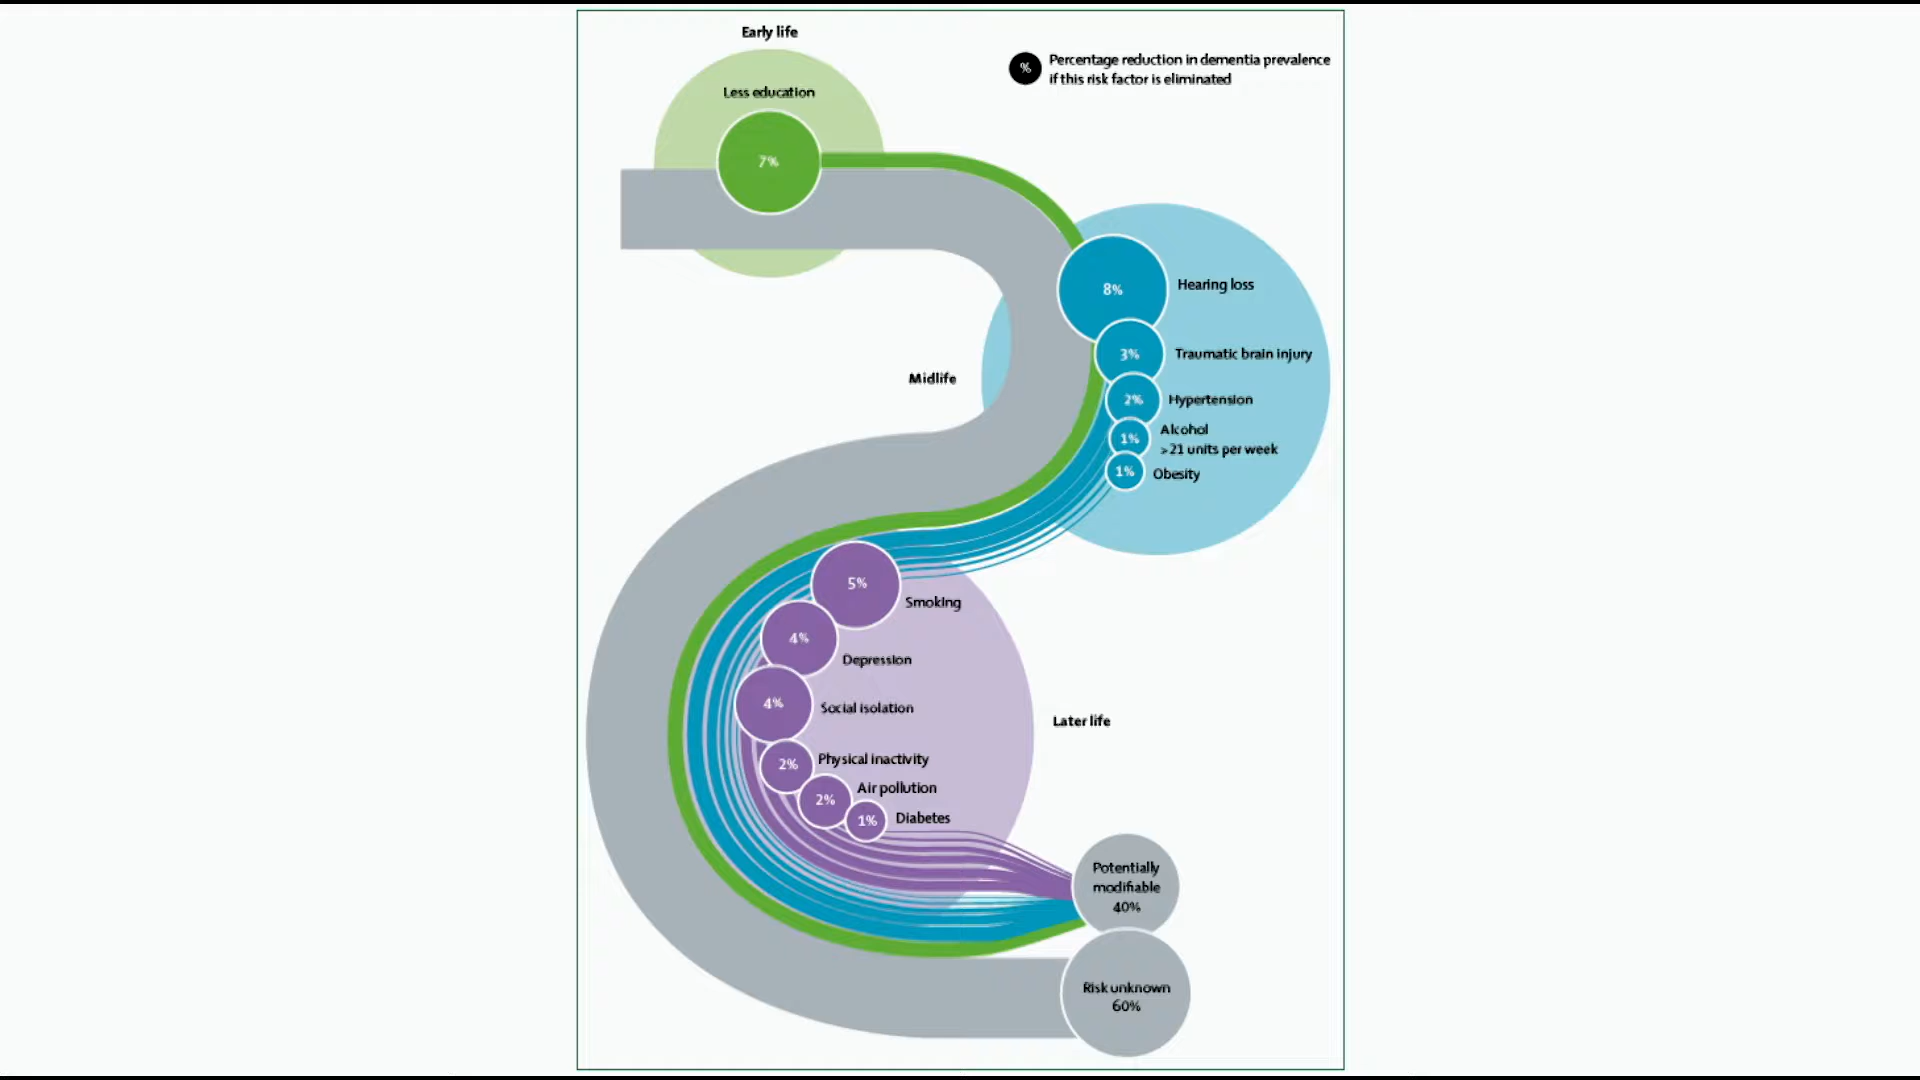 Early life
% Percentage reduction in dementia prevalence
if this risk factor is eliminated
Less education
7%
8% Hearing loss
3% Traumatic brain injury
Midlife
2% Hypertension
1% Alcohol
>21 units per week
1% Obesity
5%
Smoking
4%
Depression
4% Social isolation
Later life
2% Physical inactivity
2% Air pollution
1% Diabetes
Potentially
modifiable
40%
Risk unknown
60%